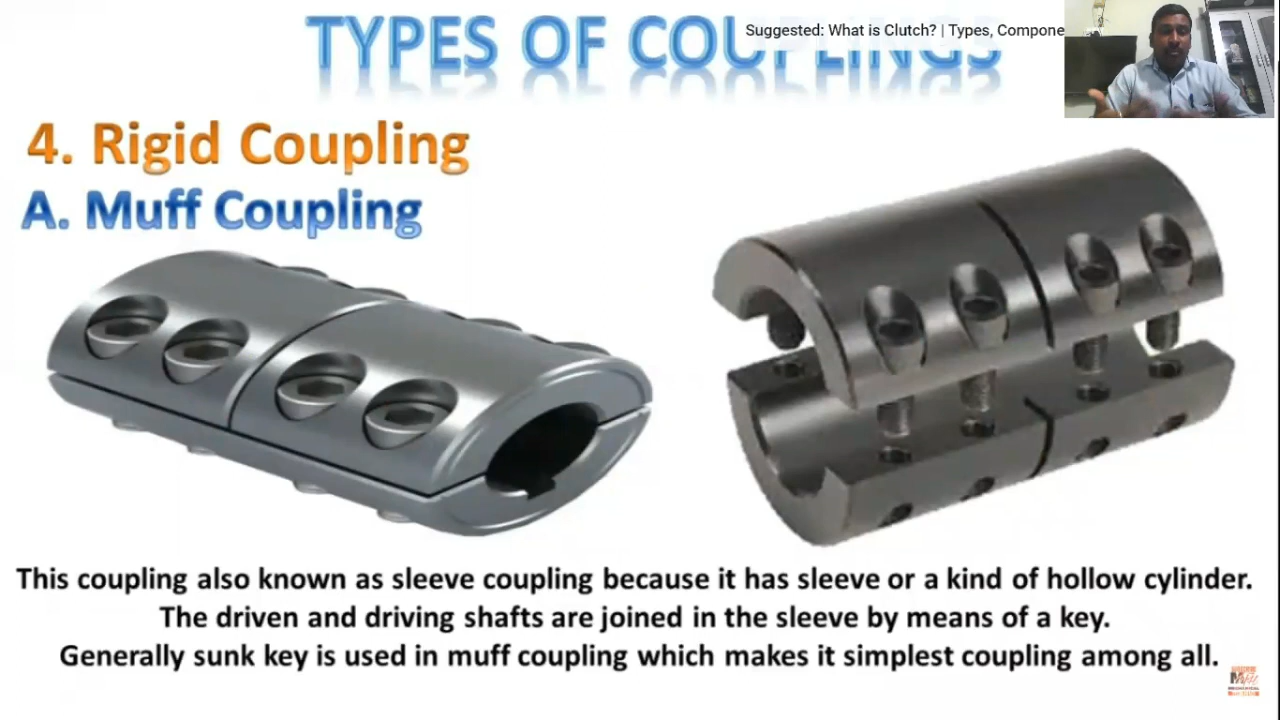 Suggested: What is Clutch? | Types, Compone
TYPES OF COUPLINGS
4. Rigid Coupling
A. Muff Coupling
This coupling also known as sleeve coupling because it has sleeve or a kind of hollow cylinder.
The driven and driving shafts are joined in the sleeve by means of a key.
Generally sunk key is used in muff coupling which makes it simplest coupling among all.